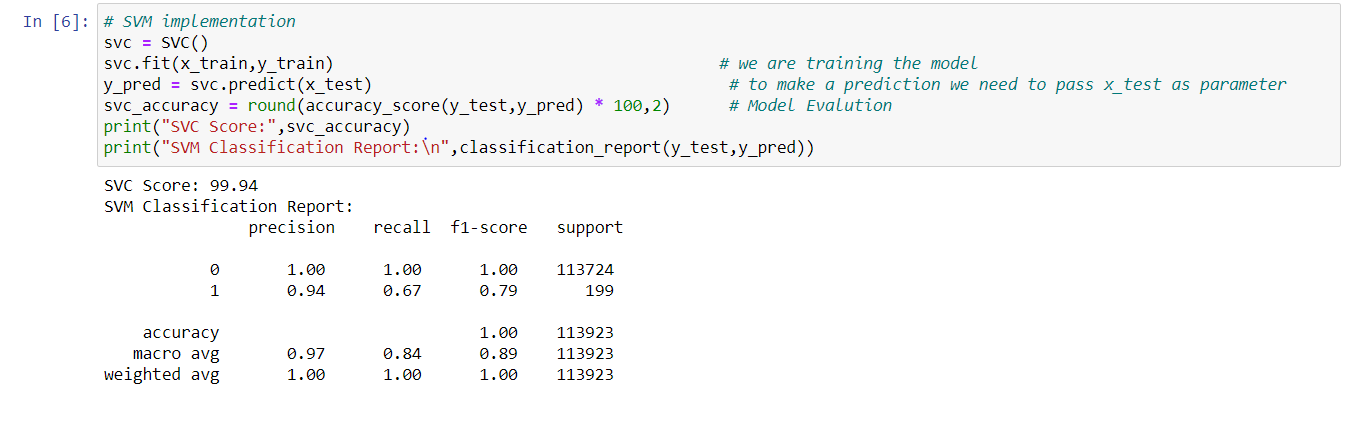 In [6]: # SVM implementation
svc = SVC()
svc.fit(x_train,y_train) # we are training the model
y_pred = svc.predict(x_test) # to make a prediction we need to pass x_test as parameter
svc_accuracy = round(accuracy_score(y_test,y_pred) * 100,2) # Model Evalution
print("SVC Score:",svc_accuracy)
print("SVM Classification Report:\n",classification_report(y_test,y_pred))
SVC Score: 99.94
SVM Classification Report:
precision recall f1-score support
0 1.00 1.00 1.00 113724
1 0.94 0.67 0.79 199
accuracy 1.00 113923
macro avg 0.97 0.84 0.89 113923
weighted avg 1.00 1.00 1.00 113923